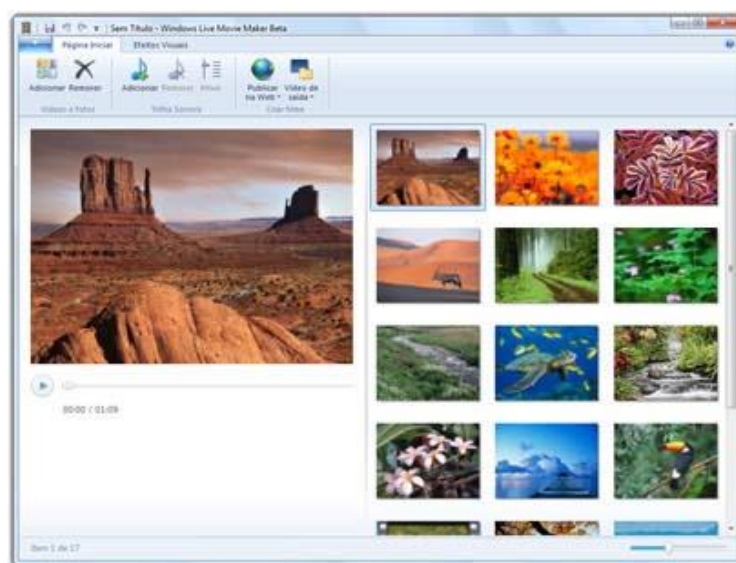 Sem Título - Windows Live Movie Maker Beta
Página Inicial Efeitos Visuais
Adicionar Remover Adicionar Remover Publicar na Web Vídeo de saída
Vídeos e fotos Trilha Sonora Criar filme
00:00 / 01:09
Item 1 de 17